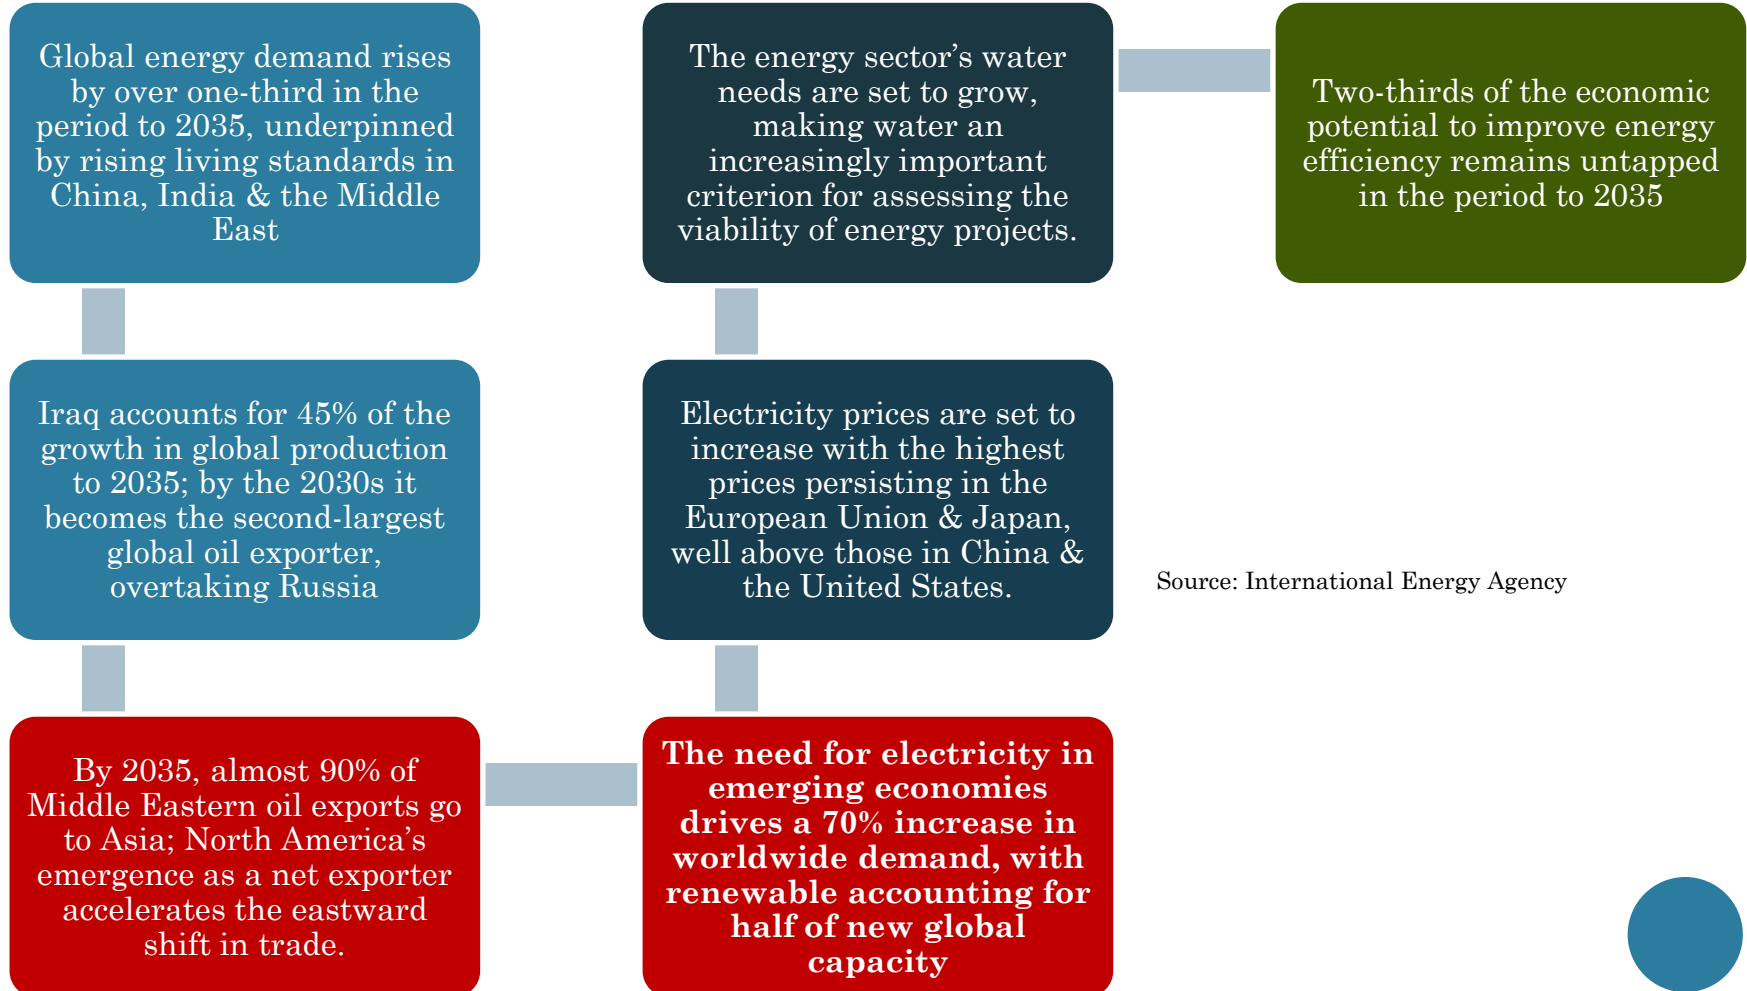 Global energy demand rises
by over one-third in the
period to 2035, underpinned
by rising living standards in
China, India & the Middle
East
Iraq accounts for 45% of the
growth in global production
to 2035; by the 2030s it
becomes the second-largest
global oil exporter,
overtaking Russia
By 2035, almost 90% of
Middle Eastern oil exports go
to Asia; North America’s
emergence as a net exporter
accelerates the eastward
shift in trade.
The need for electricity in
emerging economies
drives a 70% increase in
worldwide demand, with
renewable accounting for
half of new global
capacity
Electricity prices are set to
increase with the highest
prices persisting in the
European Union & Japan,
well above those in China &
the United States.
The energy sector’s water
needs are set to grow,
making water an
increasingly important
criterion for assessing the
viability of energy projects.
Two-thirds of the economic
potential to improve energy
efficiency remains untapped
in the period to 2035
Source: International Energy Agency